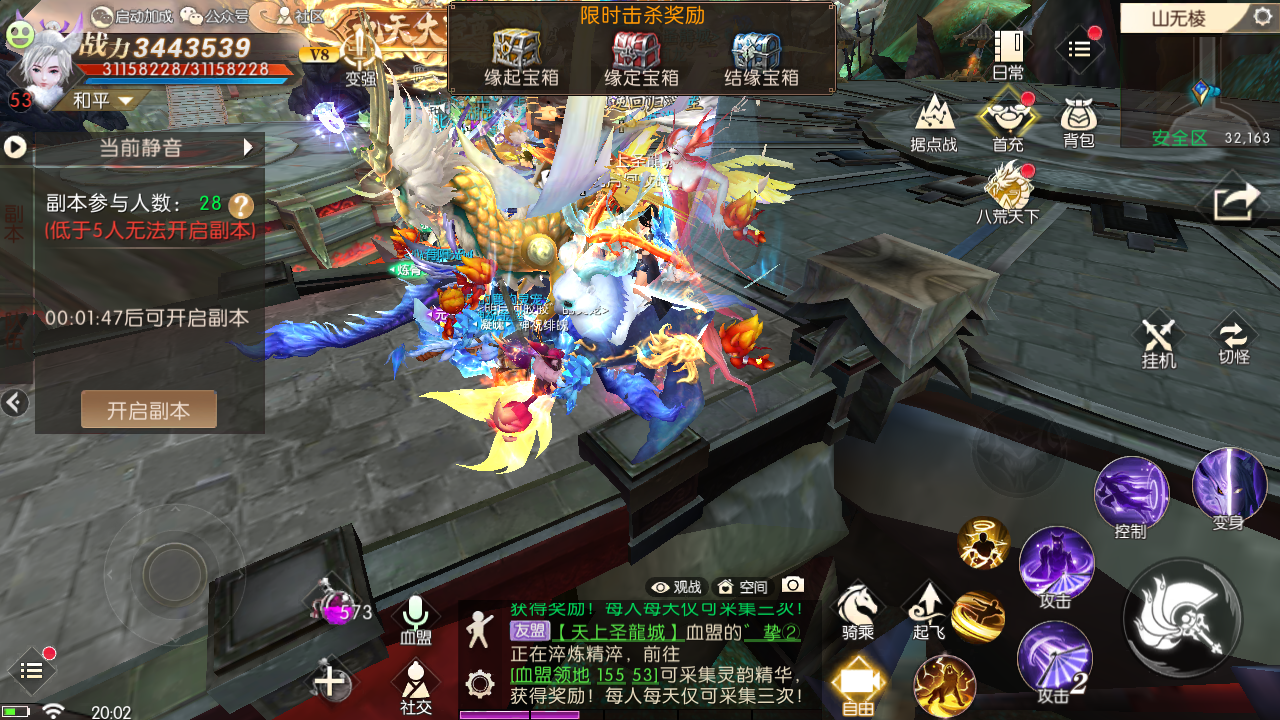 启动加成 公众号 社区
战力3443539
31158228/31158228
V8
53
和平
变强
限时击杀奖励
缘起宝箱 缘定宝箱 结缘宝箱
日常
山无棱
安全区 32,163
据点战 首充 背包
八荒天下
当前静音
副本
副本参与人数： 28 ?
(低于5人无法开启副本)
00:01:47后可开启副本
开启副本
挂机 切怪
控制 变身
攻击
攻击2
573
血盟
社交
观战 空间
骑乘 起飞
自由
获得奖励！每人每天仅可采集三次！
友盟【天上圣龍城】血盟的゛挚②
正在淬炼精淬，前往
[血盟领地 155 53]可采集灵韵精华，
获得奖励！每人每天仅可采集三次！
20:02